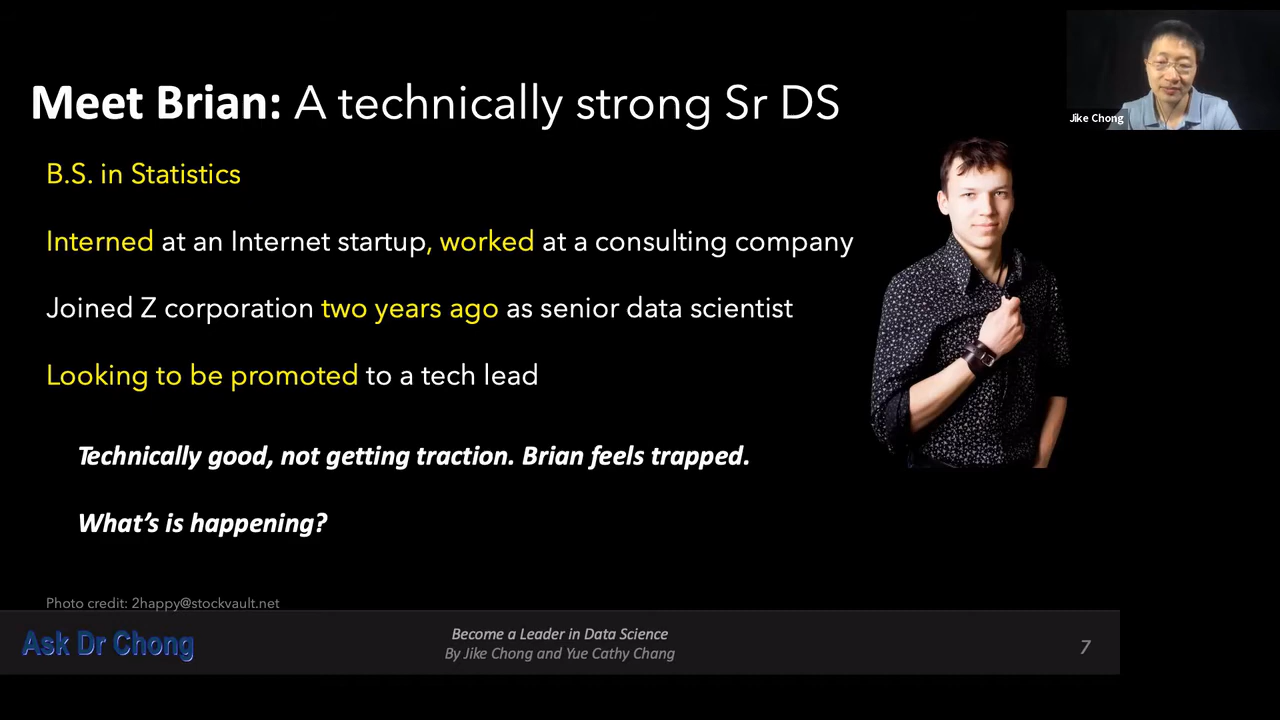 Meet Brian: A technically strong Sr DS
Jike Chong
B.S. in Statistics
Interned at an Internet startup, worked at a consulting company
Joined Z corporation two years ago as senior data scientist
Looking to be promoted to a tech lead
Technically good, not getting traction. Brian feels trapped.
What's is happening?
Photo credit: 2happy@stockvault.net
Ask Dr Chong
Become a Leader in Data Science
By Jike Chong and Yue Cathy Chang
7